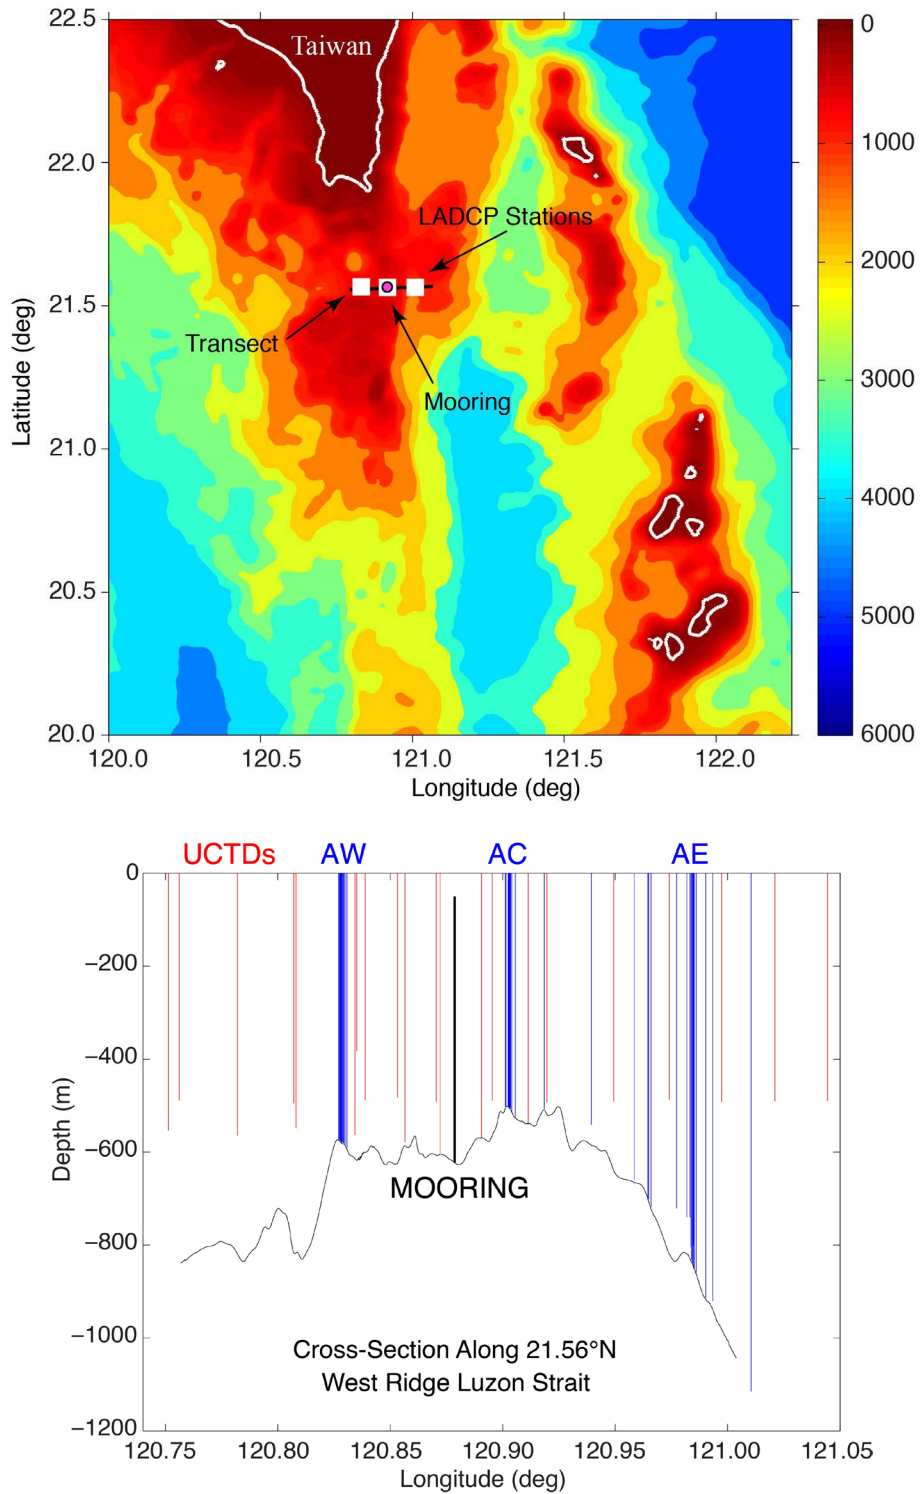 22.5
22.0
21.5
21.0
20.5
20.0
Latitude (deg)
Taiwan
LADCP Stations
Transect
Mooring
120.0
120.5
121.0
121.5
122.0
Longitude (deg)
0
1000
2000
3000
4000
5000
6000
UCTDs
AW
AC
AE
0
−200
−400
−600
−800
−1000
−1200
Depth (m)
MOORING
Cross-Section Along 21.56°N
West Ridge Luzon Strait
120.75
120.80
120.85
120.90
120.95
121.00
121.05
Longitude (deg)